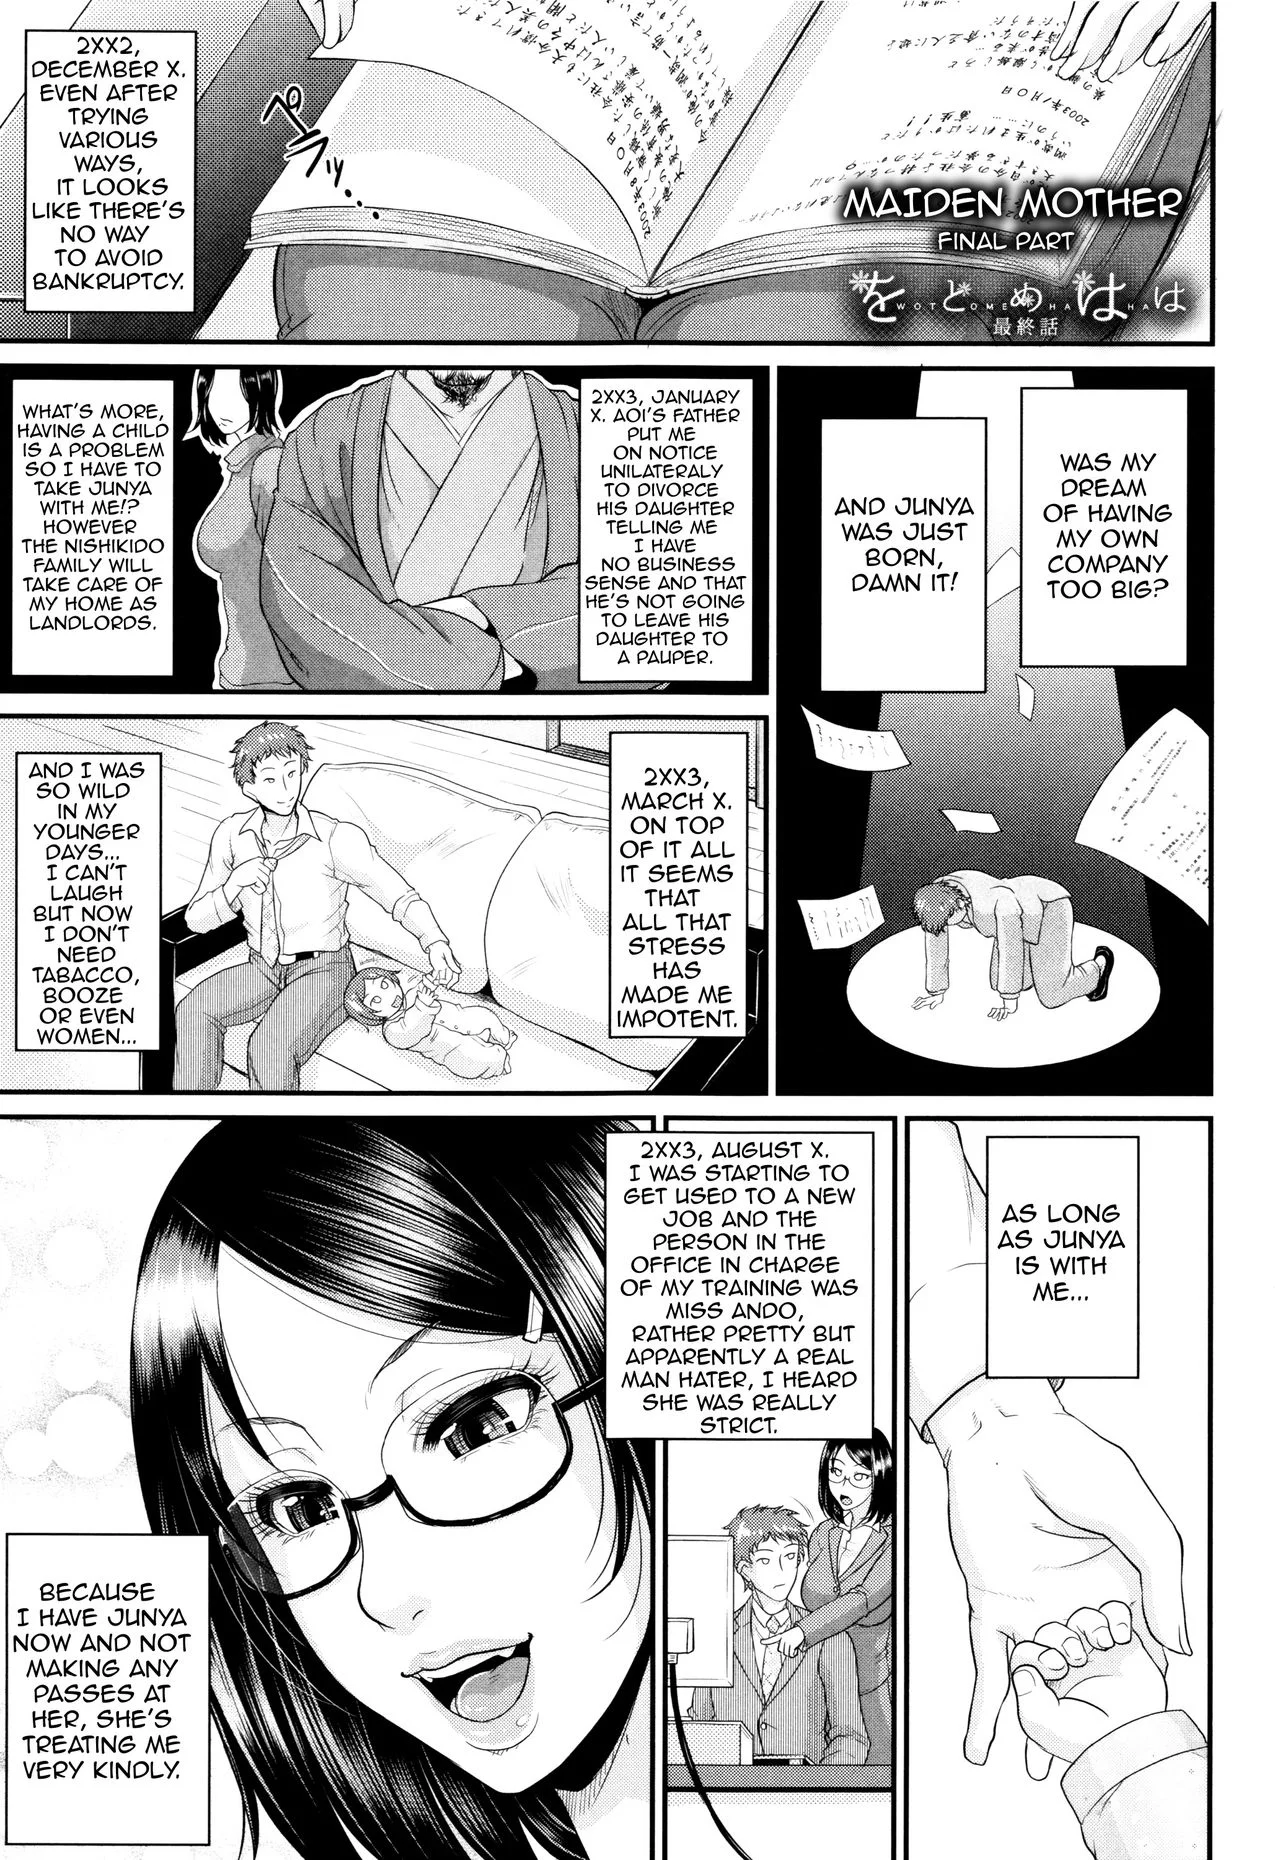 2XX2,
DECEMBER X.
EVEN AFTER
TRYING
VARIOUS
WAYS,
IT LOOKS
LIKE THERE'S
NO WAY
TO AVOID
BANKRUPTCY.
ペラッ
MAIDEN MOTHER
FINAL PART
をとめはは
WOTOMEHAHA
最終話
WAS MY
DREAM
OF HAVING
MY OWN
COMPANY
TOO BIG?
AND JUNYA
WAS JUST
BORN,
DAMN IT!
2XX3, JANUARY
X. AOI'S FATHER
PUT ME
ON NOTICE
UNILATERALY
TO DIVORCE
HIS DAUGHTER
TELLING ME
I HAVE
NO BUSINESS
SENSE AND THAT
HE'S NOT GOING
TO LEAVE HIS
DAUGHTER TO
A PAUPER.
WHAT'S MORE,
HAVING A CHILD
IS A PROBLEM
SO I HAVE TO
TAKE JUNYA
WITH ME!?
HOWEVER
THE NISHIKIDO
FAMILY WILL
TAKE CARE OF
MY HOME AS
LANDLORDS.
2XX3,
MARCH X.
ON TOP
OF IT ALL
IT SEEMS
THAT
ALL THAT
STRESS
HAS
MADE ME
IMPOTENT.
AND I WAS
SO WILD
IN MY
YOUNGER
DAYS...
I CAN'T
LAUGH
BUT NOW
I DON'T
NEED
TABACCO,
BOOZE
OR EVEN
WOMEN...
AS LONG
AS JUNYA
IS WITH
ME...
2XX3, AUGUST X.
I WAS STARTING TO
GET USED TO A NEW
JOB AND THE
PERSON IN THE
OFFICE IN CHARGE
OF MY TRAINING WAS
MISS ANDO,
RATHER PRETTY BUT
APPARENTLY A REAL
MAN HATER, I HEARD
SHE WAS REALLY
STRICT.
BECAUSE
I HAVE JUNYA
NOW AND NOT
MAKING ANY
PASSES AT
HER, SHE'S
TREATING ME
VERY KINDLY.